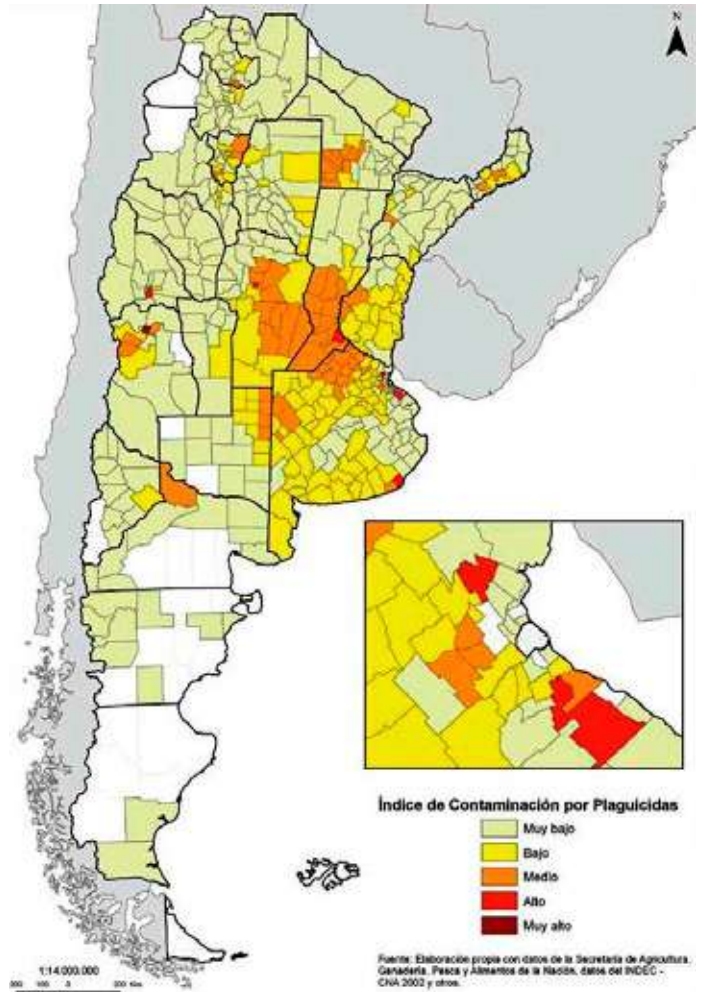 N
Índice de Contaminación por Plaguicidas
Muy bajo
Bajo
Medio
Alto
Muy alto
1:14.000.000
Fuente: Elaboración propia con datos de la Secretaría de Agricultura,
Ganadería, Pesca y Alimentos de la Nación, datos del INDEC -
CNA 2002 y otros.